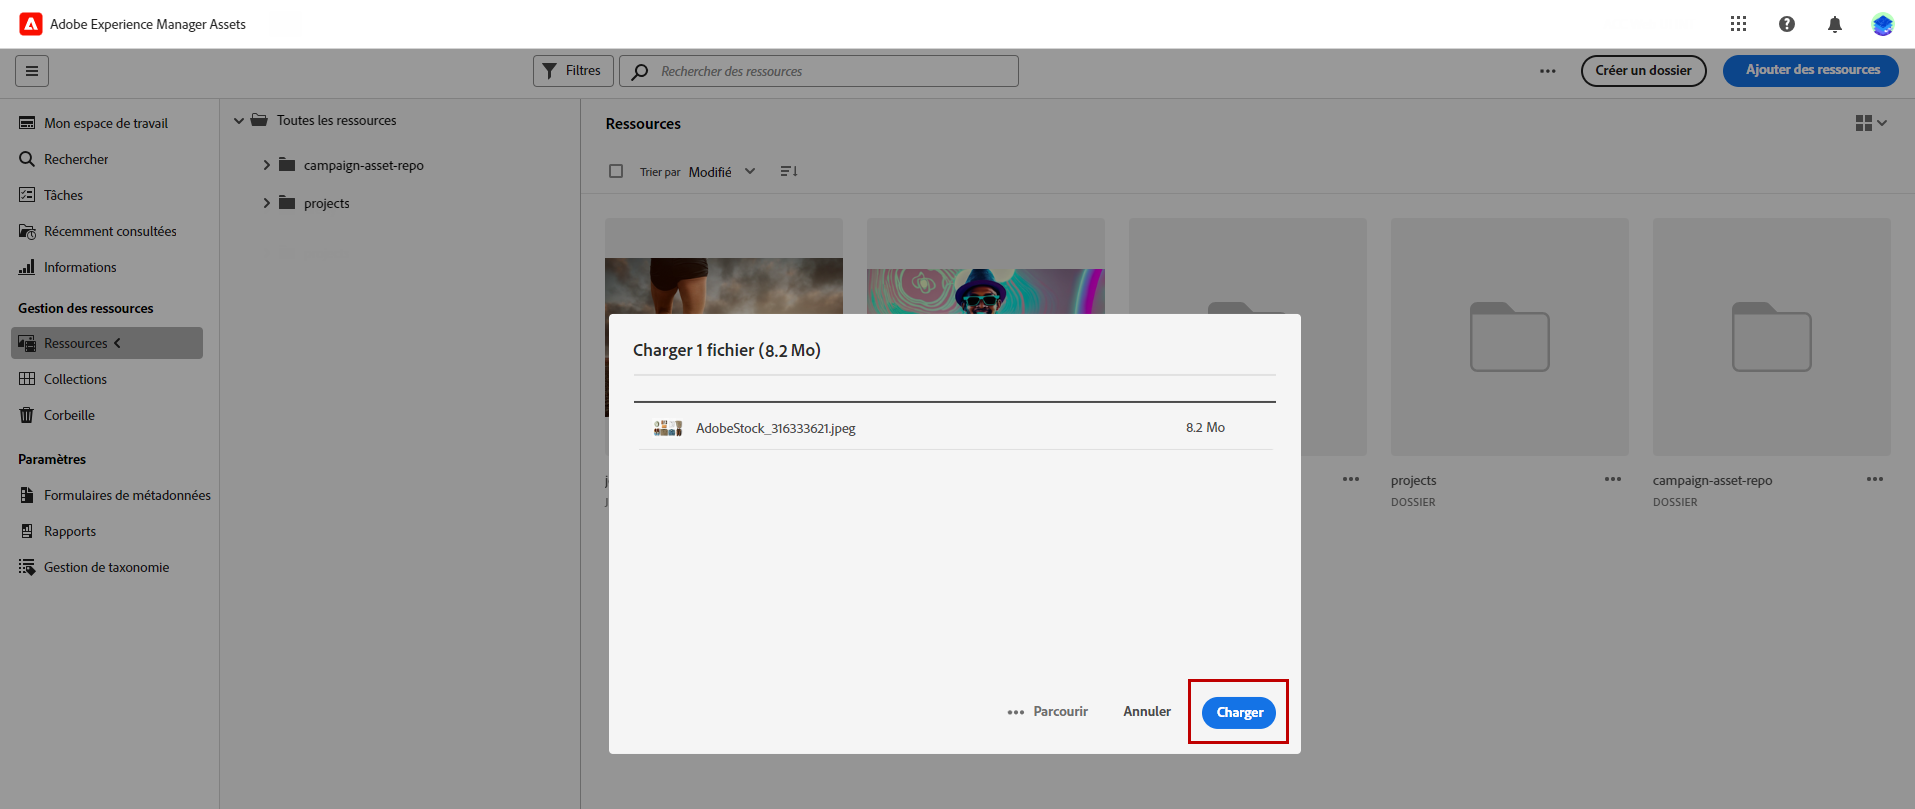 Adobe Experience Manager Assets
Filtres
Rechercher des ressources
Créer un dossier
Ajouter des ressources
Mon espace de travail
Rechercher
Tâches
Récemment consultées
Informations
Gestion des ressources
Ressources
Collections
Corbeille
Paramètres
Formulaires de métadonnées
Rapports
Gestion de taxonomie
Toutes les ressources
campaign-asset-repo
projects
Ressources
Trier par Modifié
Charger 1 fichier (8.2 Mo)
AdobeStock_316333621.jpeg 8.2 Mo
Parcourir
Annuler
Charger
projects
DOSSIER
campaign-asset-repo
DOSSIER